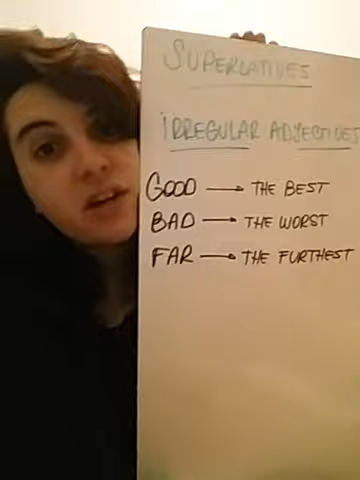 SUPERLATIVES
IRREGULAR ADJECTIVES
GOOD → THE BEST
BAD → THE WORST
FAR → THE FURTHEST